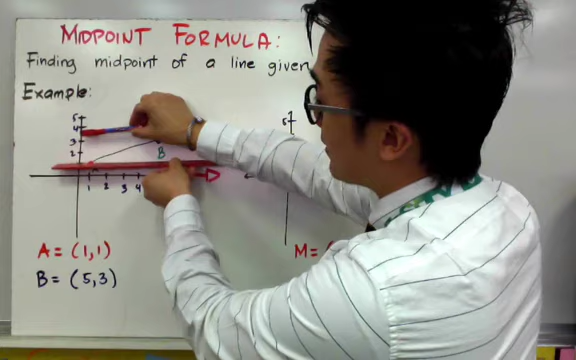 MIDPOINT FORMULA:
Finding midpoint of a line given
Example:
5
4
3
2
B
1 2 3 4
5
A = (1,1)
B = (5,3)
M = (